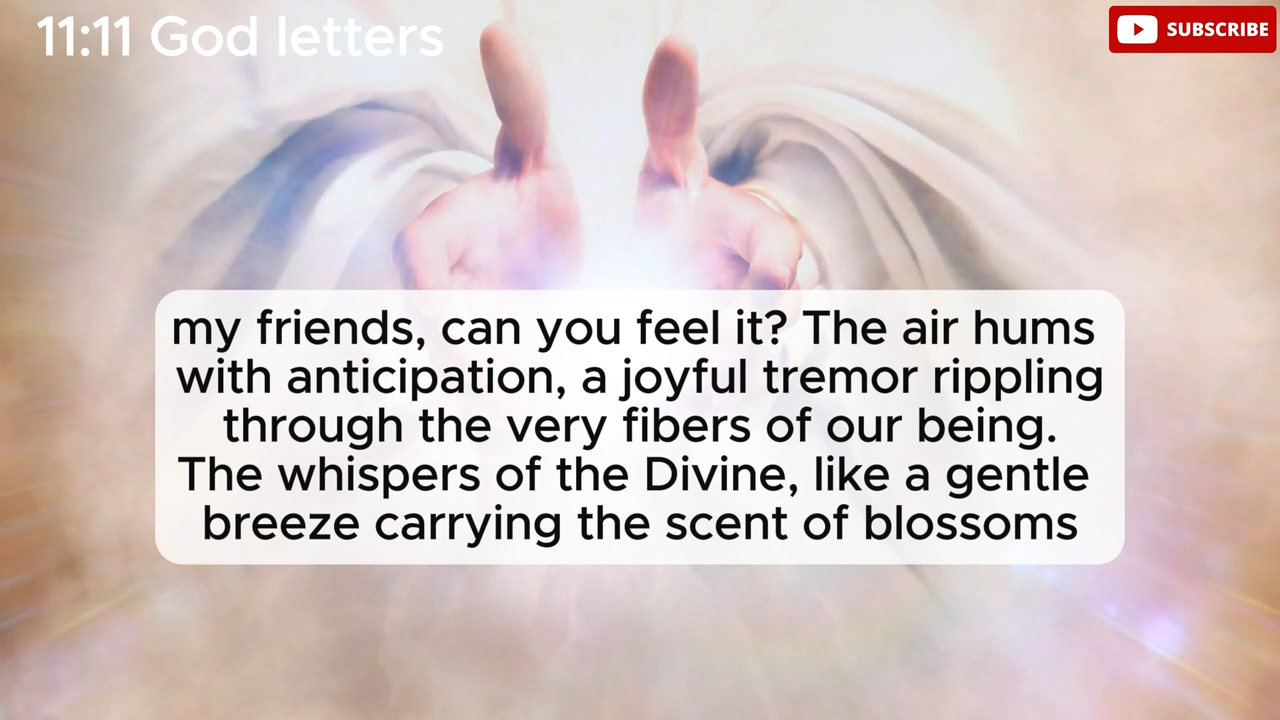 11:11 God letters
SUBSCRIBE
my friends, can you feel it? The air hums
with anticipation, a joyful tremor rippling
through the very fibers of our being.
The whispers of the Divine, like a gentle
breeze carrying the scent of blossoms